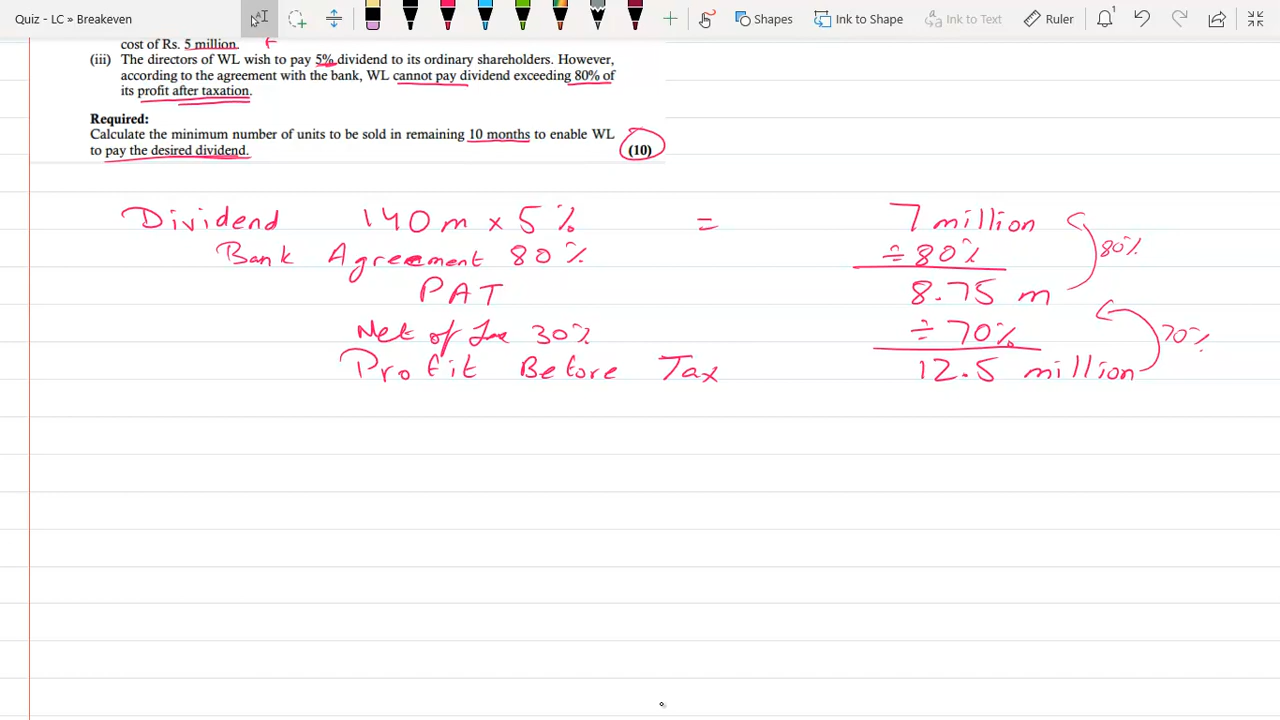 Quiz - LC » Breakeven
Shapes
Ink to Shape
Ink to Text
Ruler
1
cost of Rs. 5 million.
(iii) The directors of WL wish to pay 5% dividend to its ordinary shareholders. However,
according to the agreement with the bank, WL cannot pay dividend exceeding 80% of
its profit after taxation.
Required:
Calculate the minimum number of units to be sold in remaining 10 months to enable WL
to pay the desired dividend. (10)
Dividend 140 m × 5% = 7 million
Bank Agreement 80% ÷ 80% 80%
PAT 8.75 m
Net of Tax 30% ÷ 70% 70%
Profit Before Tax 12.5 million